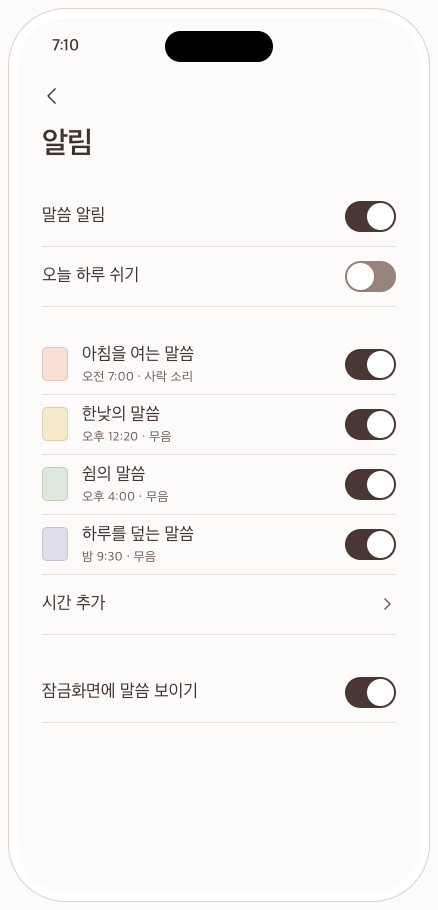 7:10
알림
말씀 알림
오늘 하루 쉬기
아침을 여는 말씀
오전 7:00 · 사락 소리
한낮의 말씀
오후 12:20 · 무음
쉼의 말씀
오후 4:00 · 무음
하루를 덮는 말씀
밤 9:30 · 무음
시간 추가
잠금화면에 말씀 보이기